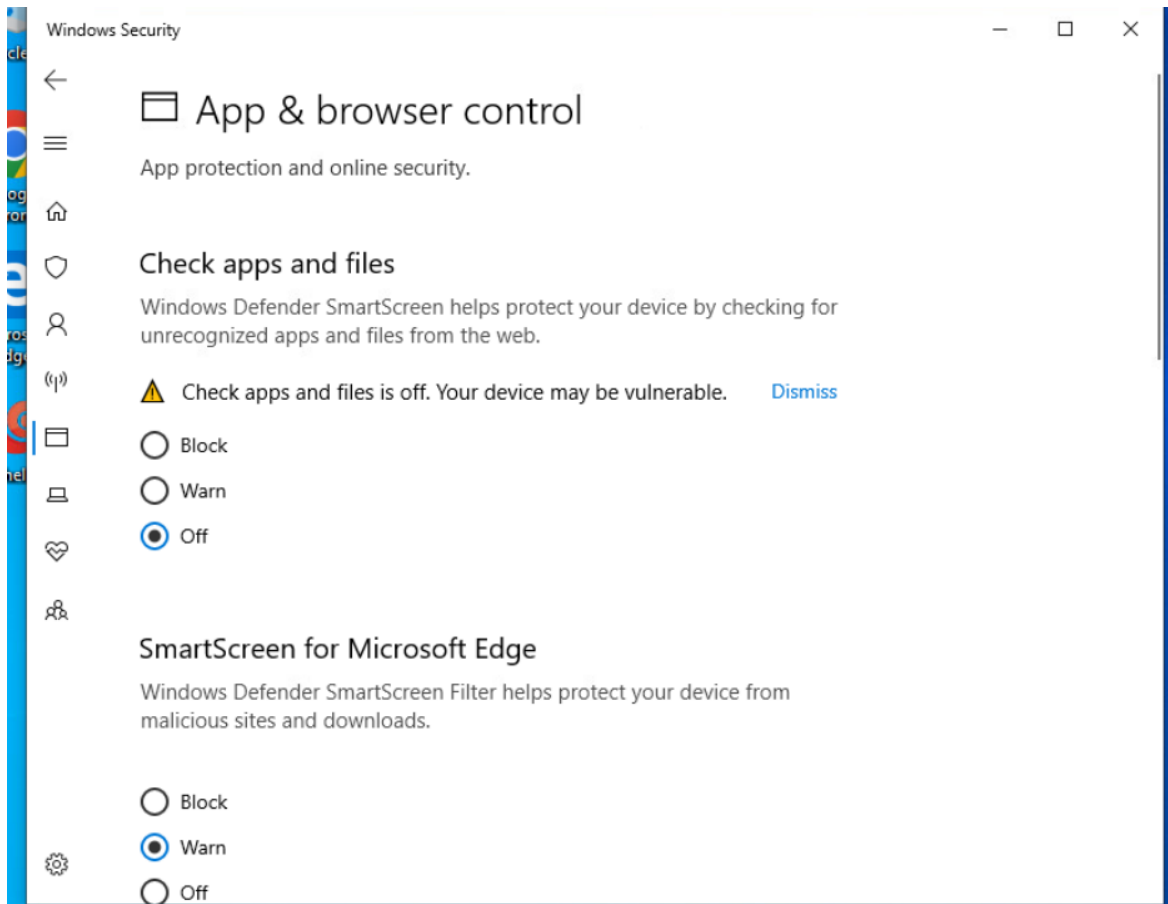 Windows Security
App & browser control
App protection and online security.
Check apps and files
Windows Defender SmartScreen helps protect your device by checking for
unrecognized apps and files from the web.
Check apps and files is off. Your device may be vulnerable. Dismiss
Block
Warn
Off
SmartScreen for Microsoft Edge
Windows Defender SmartScreen Filter helps protect your device from
malicious sites and downloads.
Block
Warn
Off